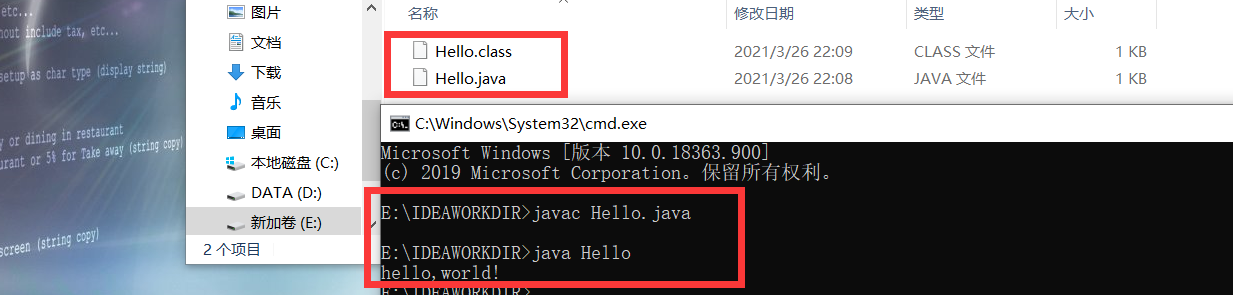 etc...
hout include tax, etc...
setup as char type (display string)
y or dining in restaurant
urant or 5% for Take away (string copy)
screen (string copy)
图片
文档
下载
音乐
桌面
本地磁盘 (C:)
DATA (D:)
新加卷 (E:)
2 个项目
名称 修改日期 类型 大小
Hello.class 2021/3/26 22:09 CLASS 文件 1 KB
Hello.java 2021/3/26 22:08 JAVA 文件 1 KB
C:\Windows\System32\cmd.exe
Microsoft Windows [版本 10.0.18363.900]
(c) 2019 Microsoft Corporation。保留所有权利。
E:\IDEAWORKDIR>javac Hello.java
E:\IDEAWORKDIR>java Hello
hello,world!
E:\IDEAWORKDIR>